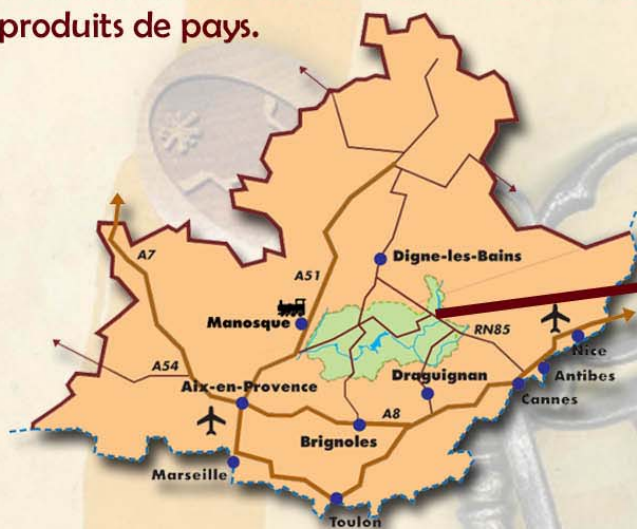 produits de pays.
A7
Digne-les-Bains
A51
Manosque
RN85
Nice
A54
Draguignan
Antibes
Aix-en-Provence
Cannes
A8
Brignoles
Marseille
Toulon